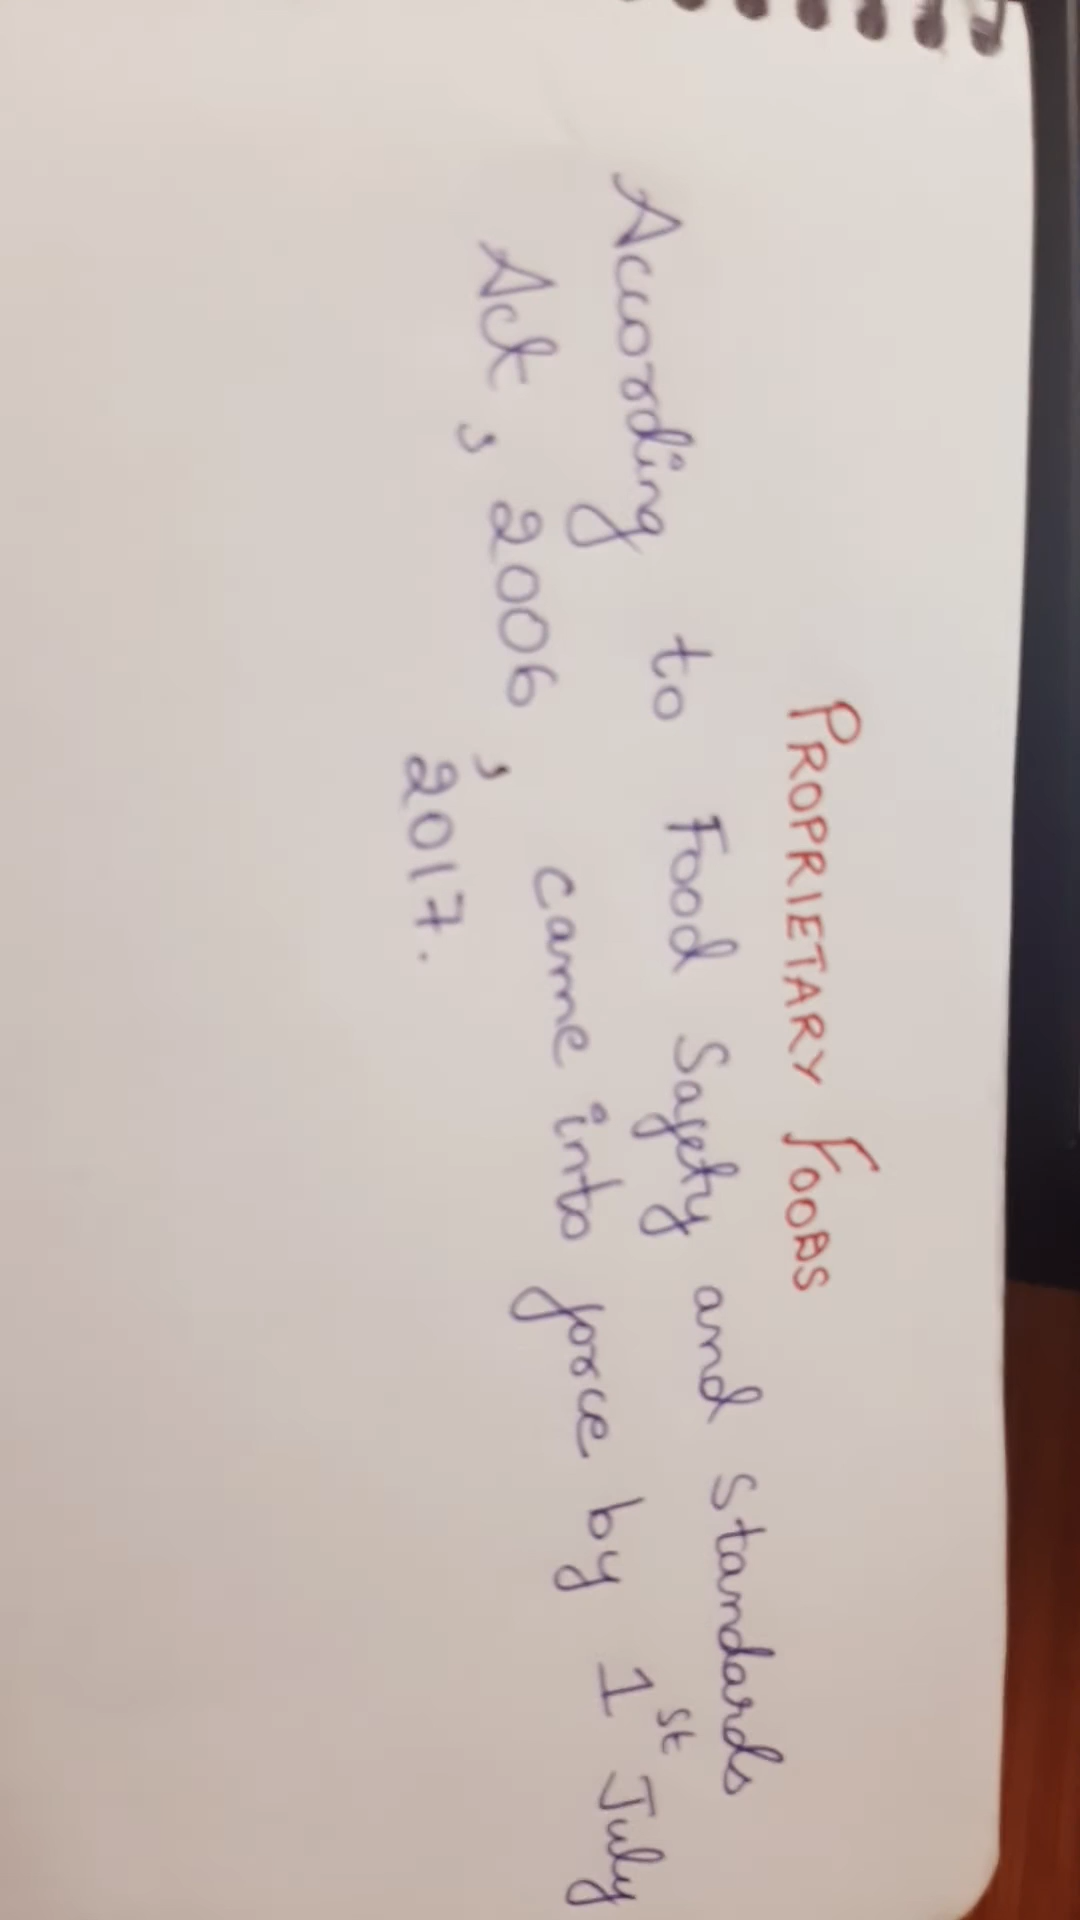 PROPRIETARY FOODS
According to Food Safety and Standards
Act, 2006, came into force by 1st July
2017.